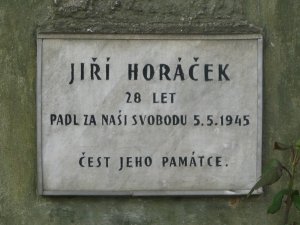 JIŘÍ HORÁČEK
28 LET
PADL ZA NAŠI SVOBODU 5.5.1945
ČEST JEHO PAMÁTCE.